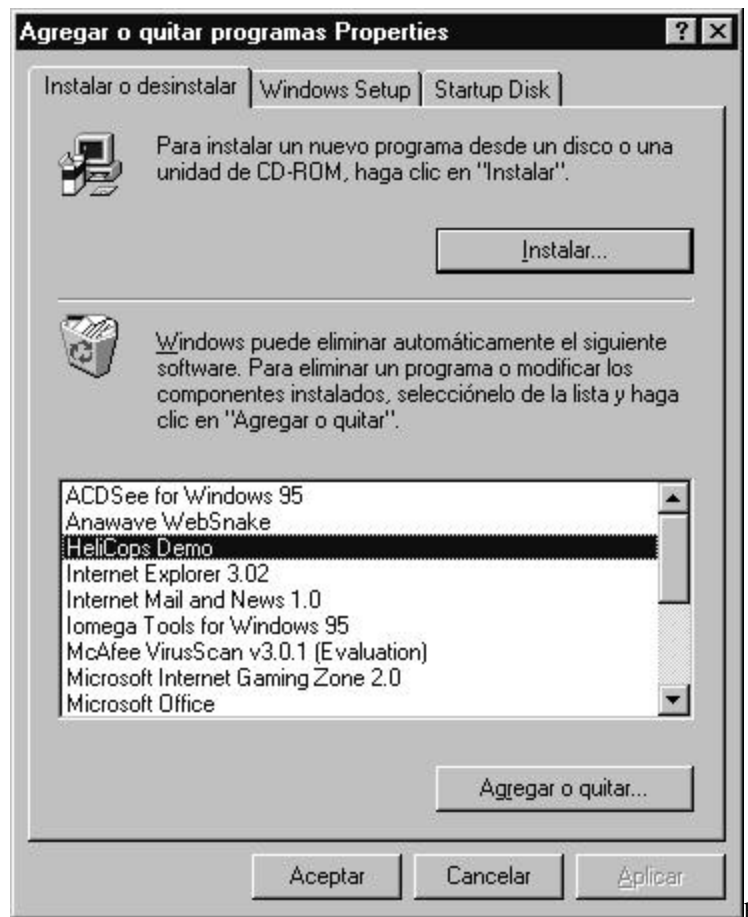 Agregar o quitar programas Properties
Instalar o desinstalar
Windows Setup
Startup Disk
Para instalar un nuevo programa desde un disco o una
unidad de CD-ROM, haga clic en "Instalar".
Instalar...
Windows puede eliminar automáticamente el siguiente
software. Para eliminar un programa o modificar los
componentes instalados, selecciónelo de la lista y haga
clic en "Agregar o quitar".
ACDSee for Windows 95
Anawave WebSnake
HeliCops Demo
Internet Explorer 3.02
Internet Mail and News 1.0
Iomega Tools for Windows 95
McAfee VirusScan v3.0.1 (Evaluation)
Microsoft Internet Gaming Zone 2.0
Microsoft Office
Agregar o quitar...
Aceptar
Cancelar
Aplicar